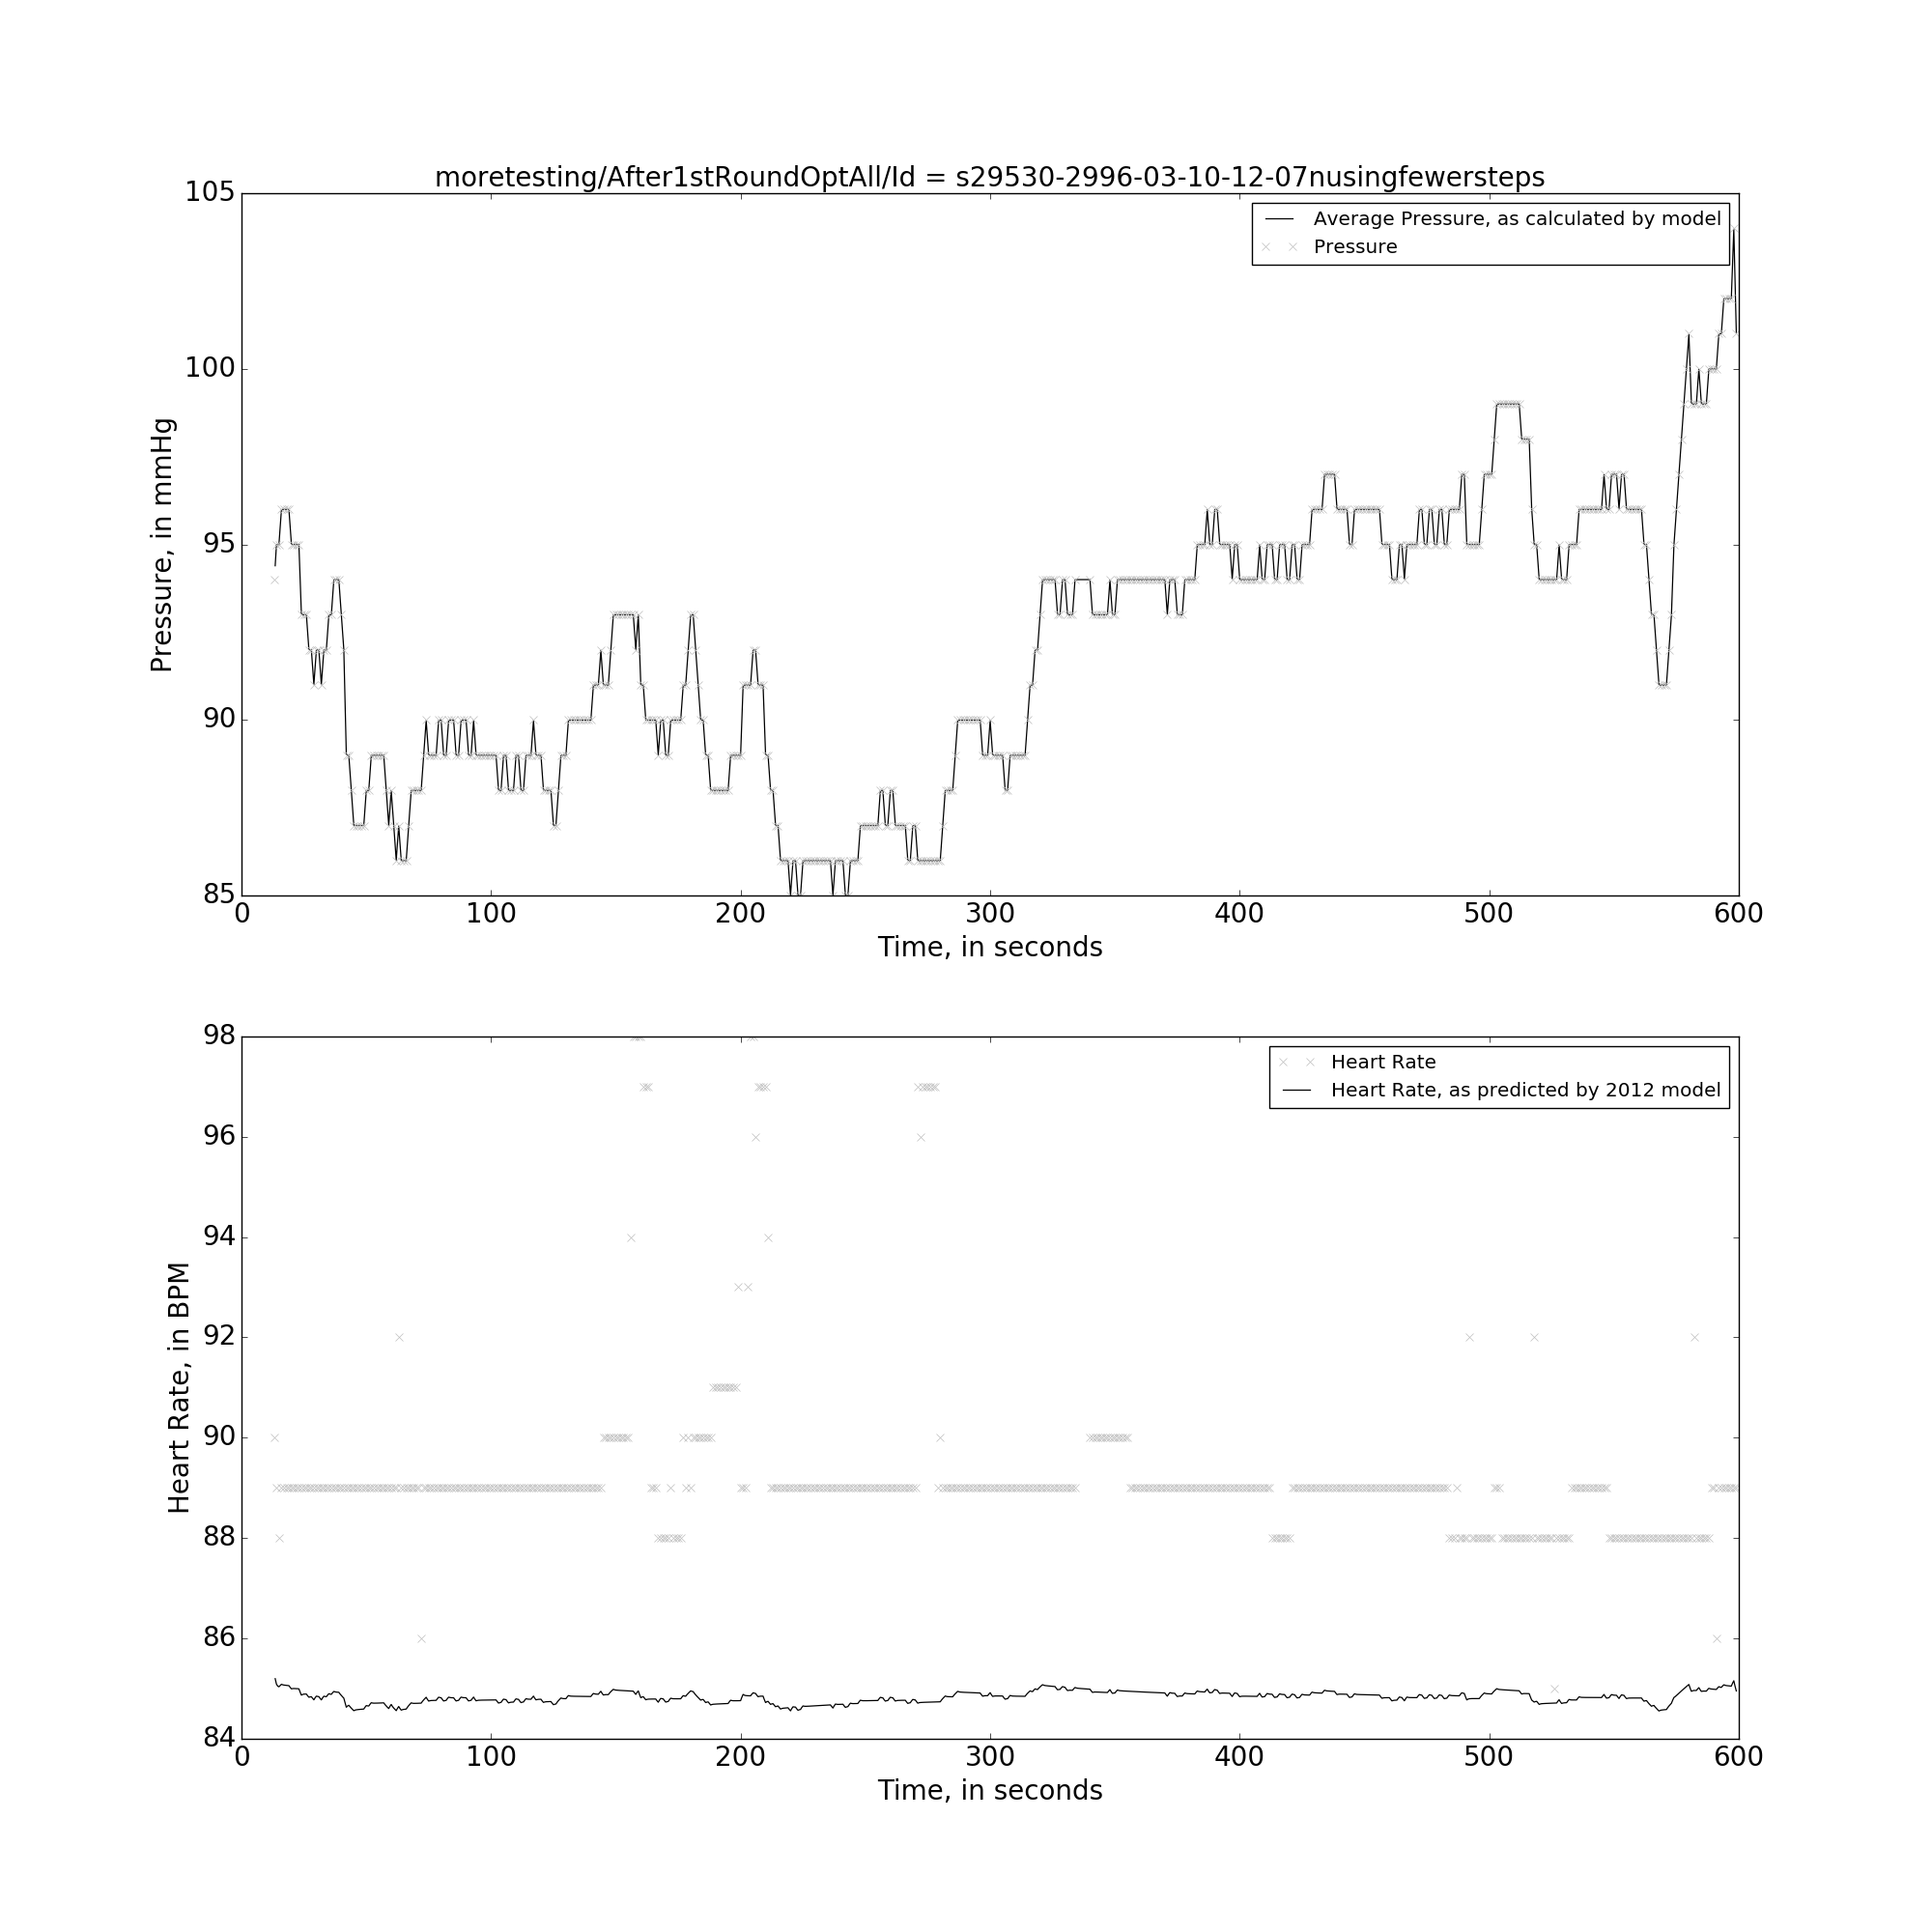 moretesting/After1stRoundOptAll/Id = s29530-2996-03-10-12-07nusingfewersteps
105
100
95
90
85
Pressure, in mmHg
Average Pressure, as calculated by model
Pressure
0 100 200 300 400 500 600
Time, in seconds
98
96
94
92
90
88
86
84
Heart Rate, in BPM
Heart Rate
Heart Rate, as predicted by 2012 model
0 100 200 300 400 500 600
Time, in seconds